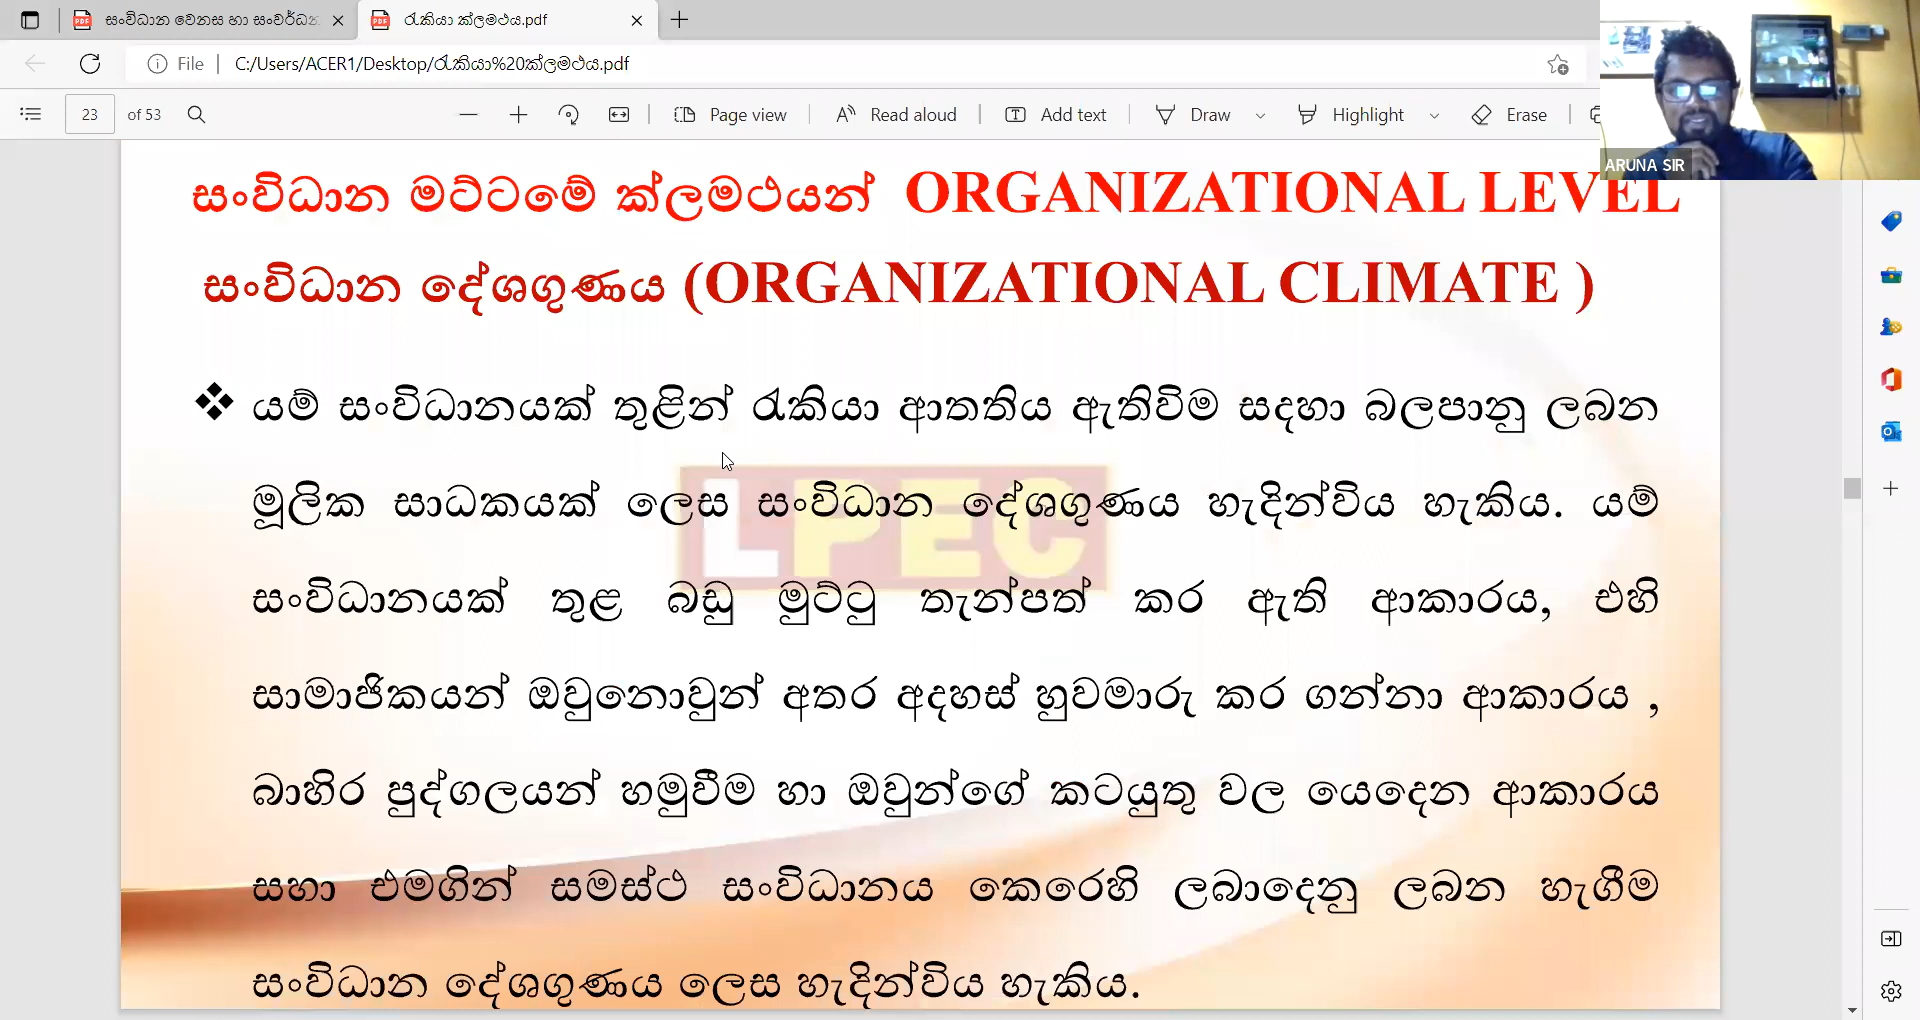 සංවිධාන වෙනස හා සංවර්ධන
රැකියා ක්ලමථය.pdf
File
C:/Users/ACER1/Desktop/රැකියා%20ක්ලමථය.pdf
23 of 53
Page view
Read aloud
Add text
Draw
Highlight
Erase
ARUNA SIR
සංවිධාන මට්ටමේ ක්ලමථයන් ORGANIZATIONAL LEVEL
සංවිධාන දේශගුණය (ORGANIZATIONAL CLIMATE )
❖ යම් සංවිධානයක් තුළින් රැකියා ආතතිය ඇතිවිම සදහා බලපානු ලබන
මූලික සාධකයක් ලෙස සංවිධාන දේශගුණය හැදින්විය හැකිය. යම්
සංවිධානයක් තුළ බඩු මුට්ටු තැන්පත් කර ඇති ආකාරය, එහි
සාමාජිකයන් ඔවුනොවුන් අතර අදහස් හුවමාරු කර ගන්නා ආකාරය ,
බාහිර පුද්ගලයන් හමුවීම හා ඔවුන්ගේ කටයුතු වල යෙදෙන ආකාරය
සහා එමගින් සමස්ථ සංවිධානය කෙරෙහි ලබාදෙනු ලබන හැගීම
සංවිධාන දේශගුණය ලෙස හැදින්විය හැකිය.
LPEC